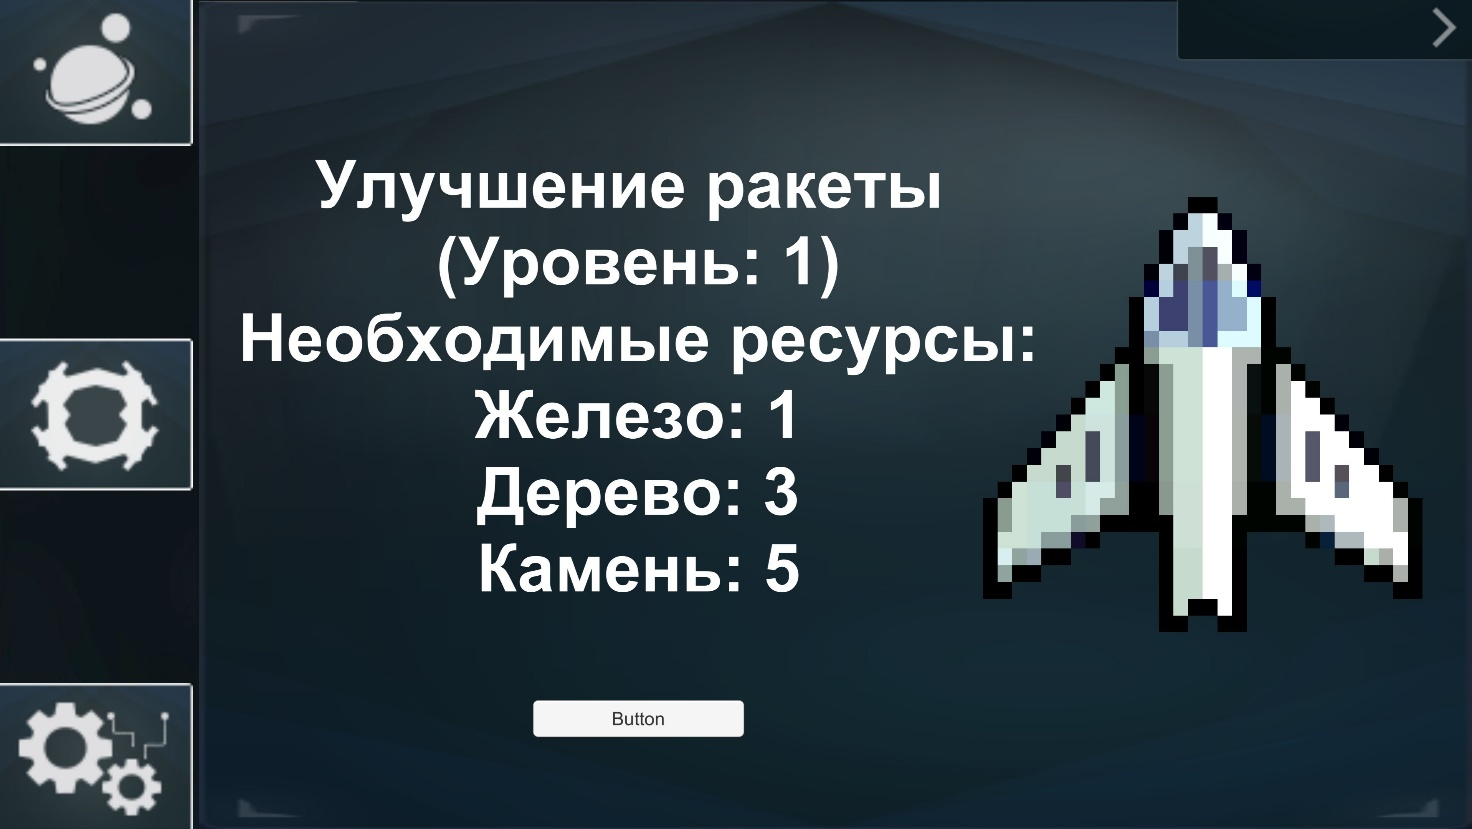 Улучшение ракеты
(Уровень: 1)
Необходимые ресурсы:
Железо: 1
Дерево: 3
Камень: 5
Button